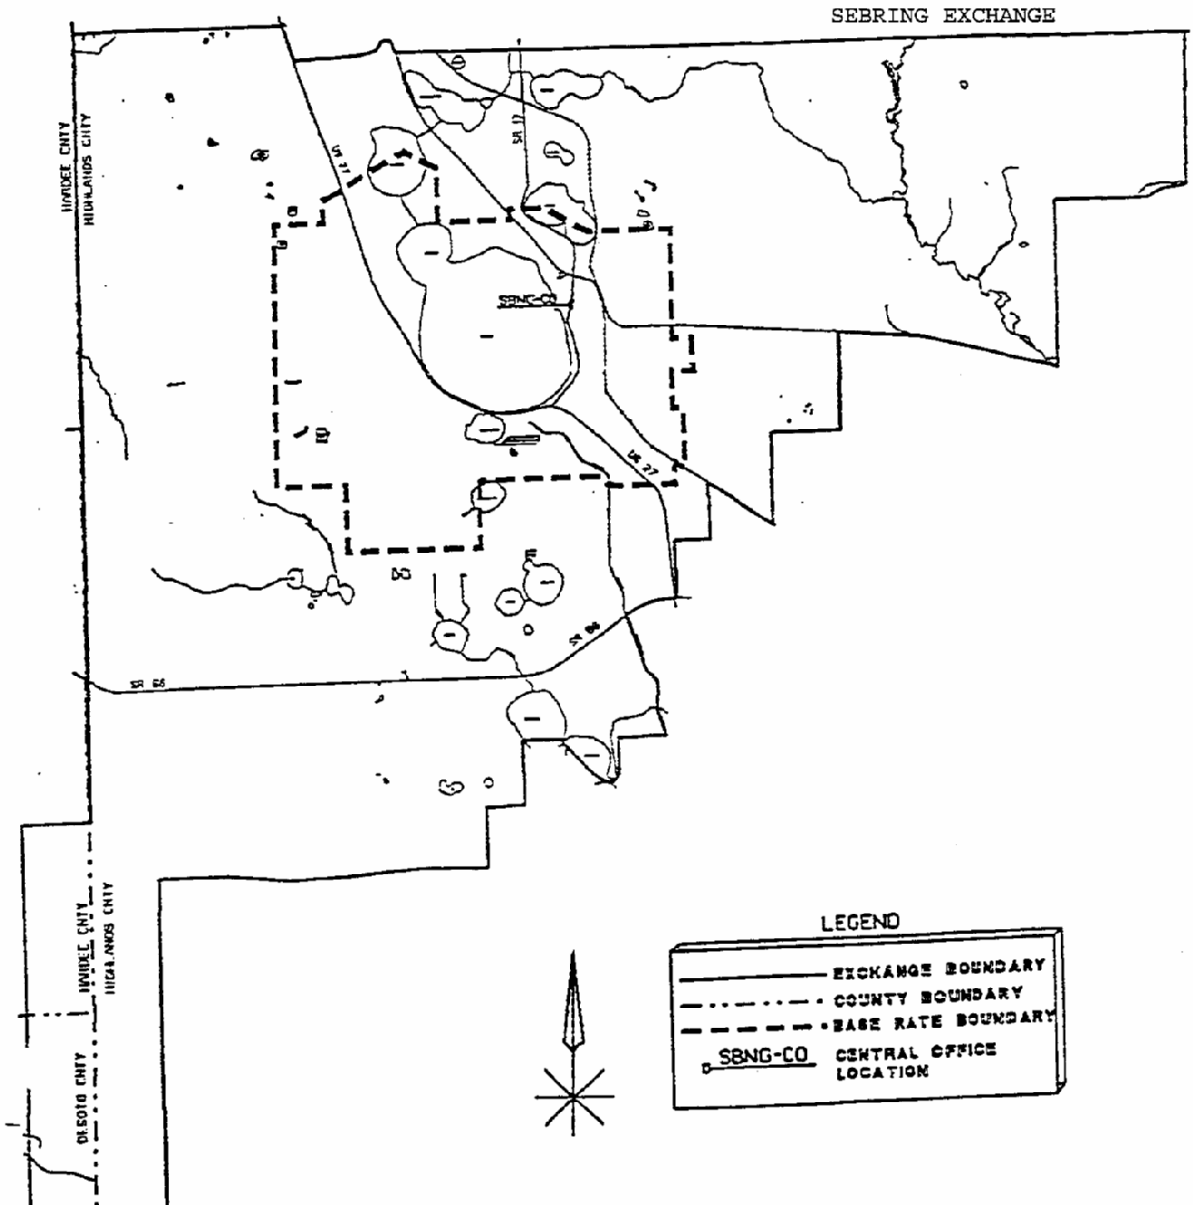 SEBRING EXCHANGE
HARDEE CNTY
HIGHLANDS CNTY
US 27
SR 17
SBNG-CO
US 27
SR 66
SR 66
HARDEE CNTY
HIGHLANDS CNTY
DESOTO CNTY
LEGEND
EXCHANGE BOUNDARY
COUNTY BOUNDARY
BASE RATE BOUNDARY
SBNG-CO CENTRAL OFFICE
LOCATION